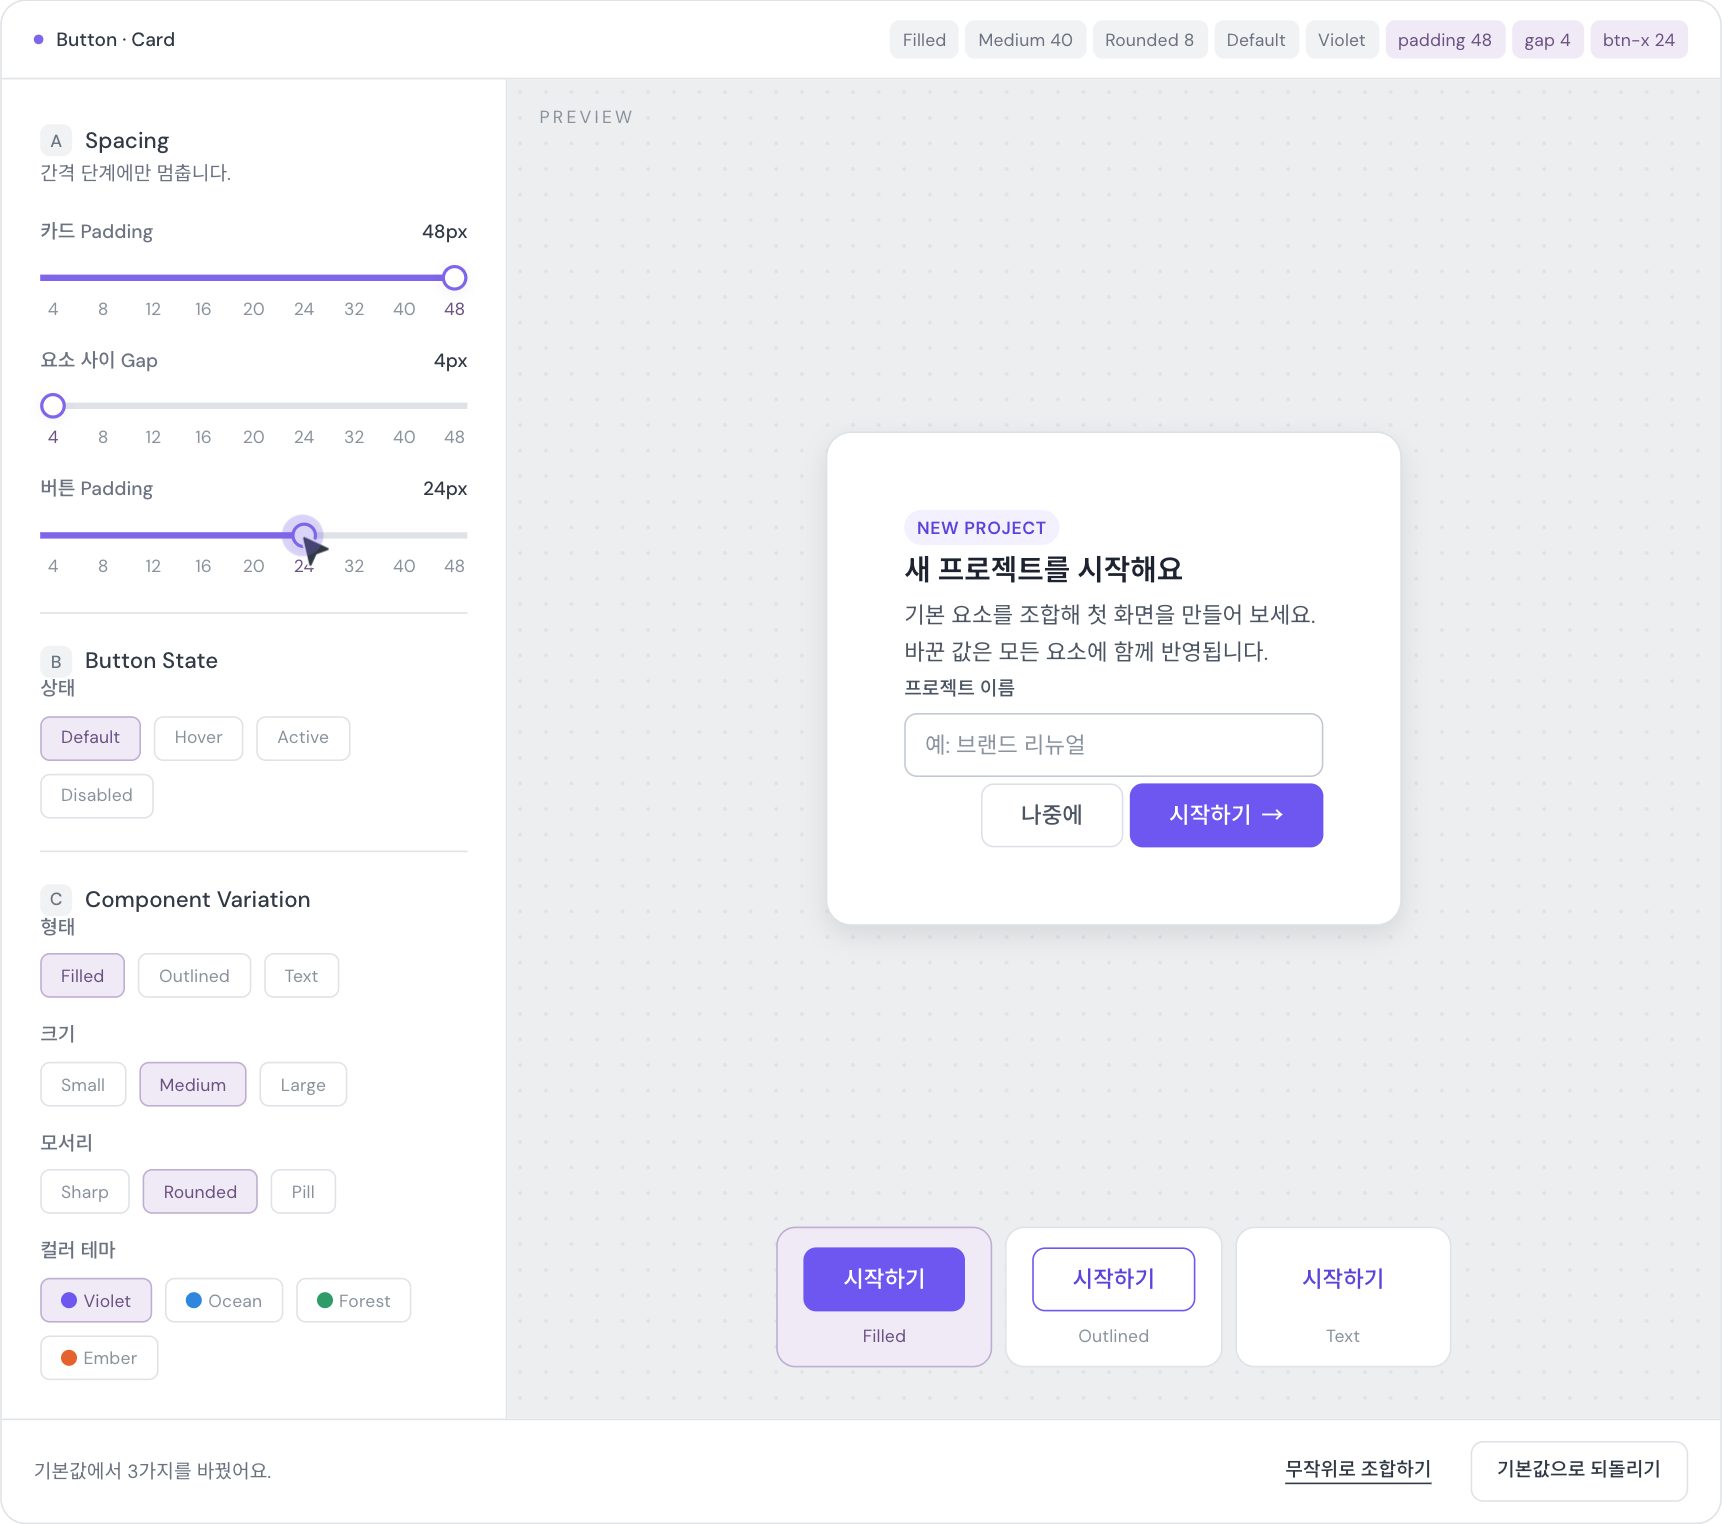 Button · Card
Filled Medium 40 Rounded 8 Default Violet padding 48 gap 4 btn-x 24
A Spacing
간격 단계에만 멈춥니다.
카드 Padding 48px
4 8 12 16 20 24 32 40 48
요소 사이 Gap 4px
4 8 12 16 20 24 32 40 48
버튼 Padding 24px
4 8 12 16 20 24 32 40 48
B Button State
상태
Default Hover Active
Disabled
C Component Variation
형태
Filled Outlined Text
크기
Small Medium Large
모서리
Sharp Rounded Pill
컬러 테마
Violet Ocean Forest
Ember
PREVIEW
NEW PROJECT
새 프로젝트를 시작해요
기본 요소를 조합해 첫 화면을 만들어 보세요.
바꾼 값은 모든 요소에 함께 반영됩니다.
프로젝트 이름
예: 브랜드 리뉴얼
나중에 시작하기 →
시작하기 시작하기 시작하기
Filled Outlined Text
기본값에서 3가지를 바꿨어요.
무작위로 조합하기 기본값으로 되돌리기